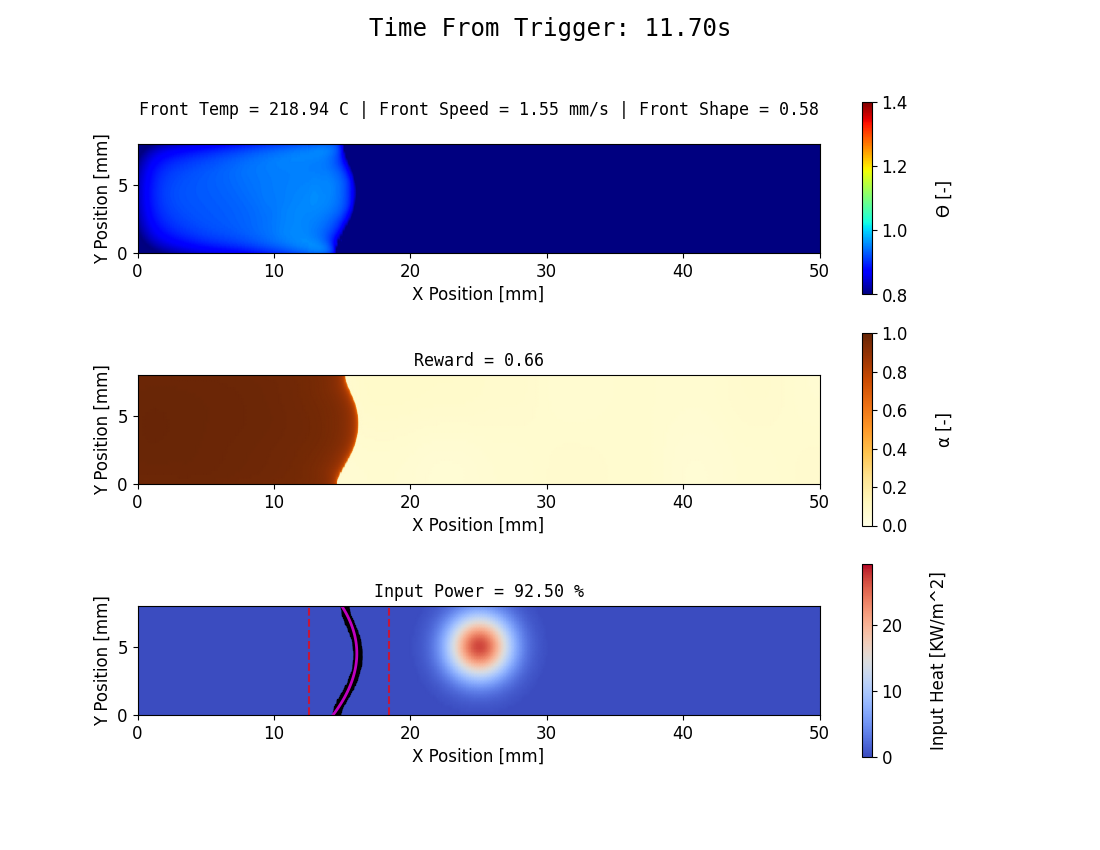 Time From Trigger: 11.70s
Front Temp = 218.94 C | Front Speed = 1.55 mm/s | Front Shape = 0.58
Y Position [mm]
5
0
0 10 20 30 40 50
X Position [mm]
1.4
1.2
1.0
0.8
Θ [-]
Reward = 0.66
Y Position [mm]
5
0
0 10 20 30 40 50
X Position [mm]
1.0
0.8
0.6
0.4
0.2
0.0
α [-]
Input Power = 92.50 %
Y Position [mm]
5
0
0 10 20 30 40 50
X Position [mm]
20
10
0
Input Heat [KW/m^2]